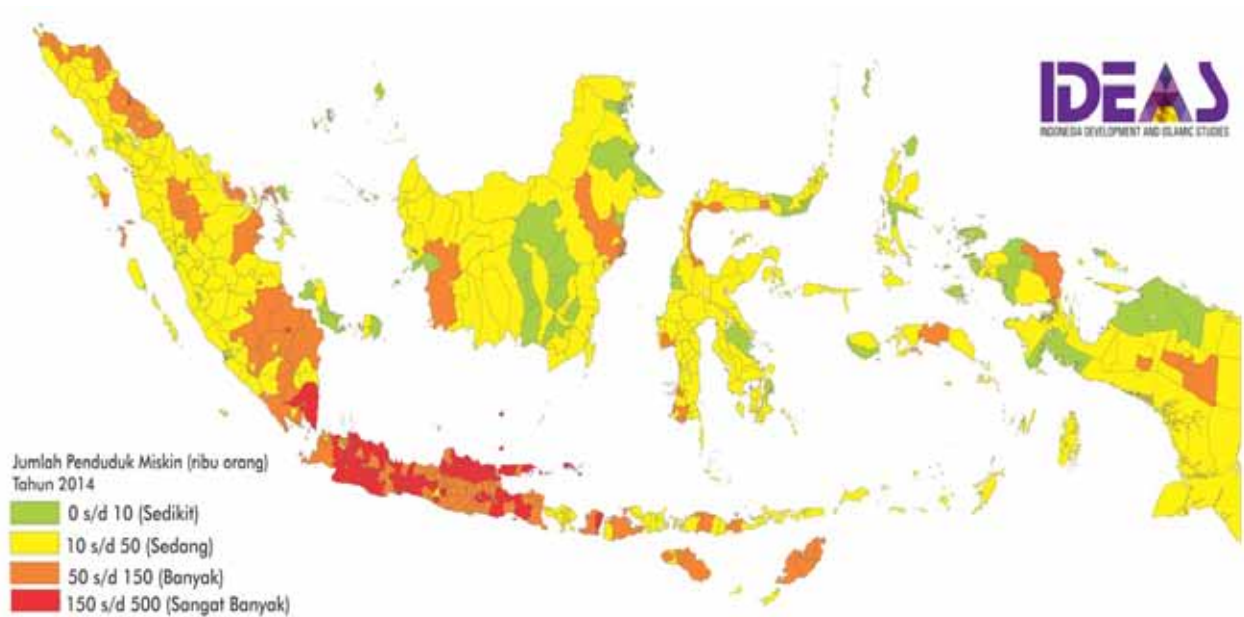 IDEAS
INDONESIA DEVELOPMENT AND ISLAMIC STUDIES
Jumlah Penduduk Miskin (ribu orang)
Tahun 2014
0 s/d 10 (Sedikit)
10 s/d 50 (Sedang)
50 s/d 150 (Banyak)
150 s/d 500 (Sangat Banyak)